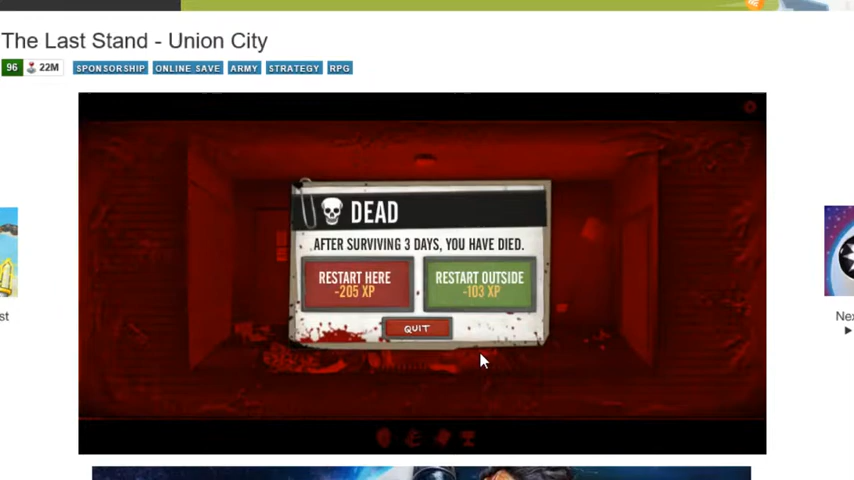 The Last Stand - Union City
96 22M SPONSORSHIP ONLINE SAVE ARMY STRATEGY RPG
DEAD
AFTER SURVIVING 3 DAYS, YOU HAVE DIED.
RESTART HERE
-205 XP
RESTART OUTSIDE
-103 XP
QUIT
st
Nex